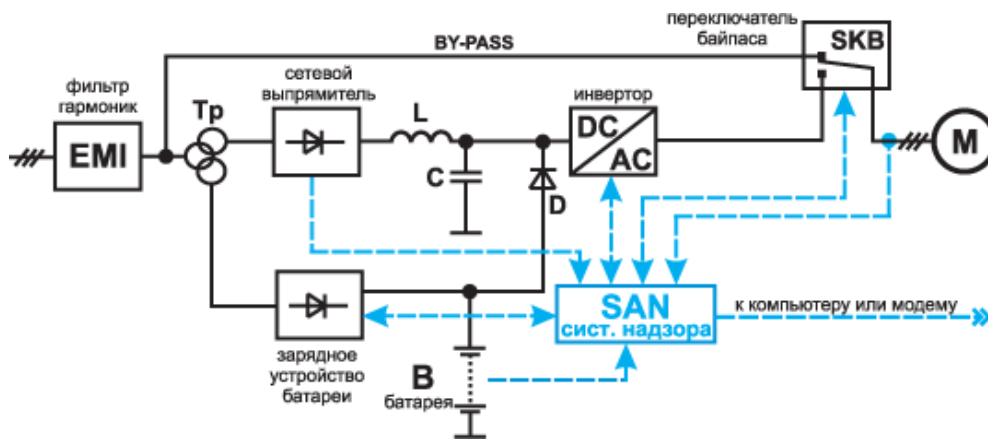 переключатель
байпаса
SKB
BY-PASS
фильтр
гармоник
EMI
Тр
сетевой
выпрямитель
L
C
D
инвертор
DC
AC
M
SAN
сист. надзора
к компьютеру или модему
зарядное
устройство
батареи
B
батарея